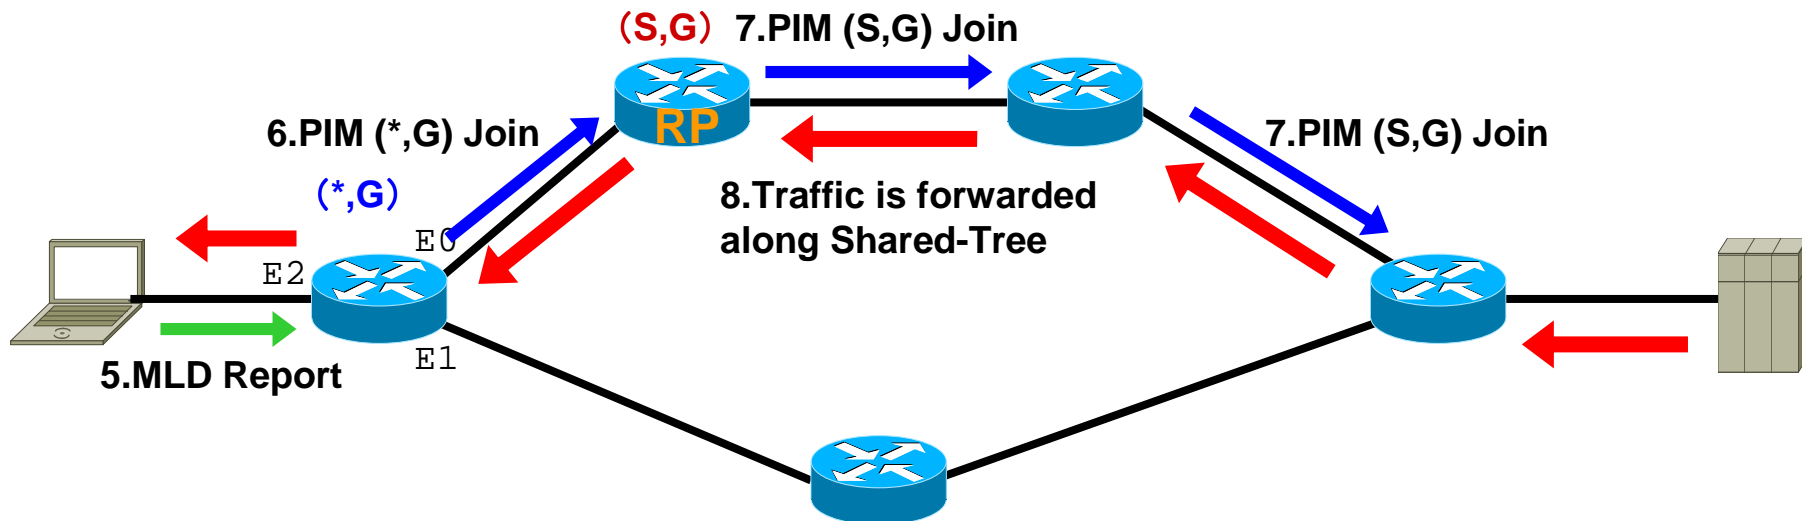 （S,G） 7.PIM (S,G) Join
RP
6.PIM (*,G) Join
7.PIM (S,G) Join
（*,G）
8.Traffic is forwarded
along Shared-Tree
E0
E2
E1
5.MLD Report